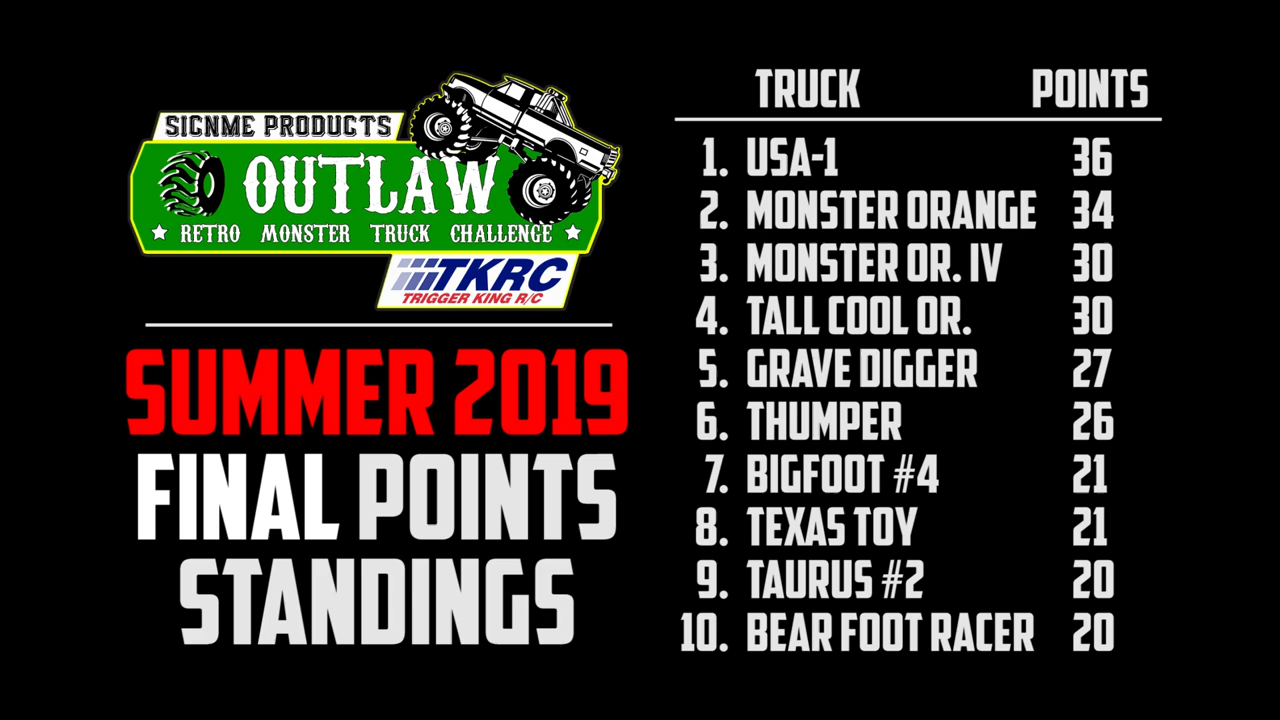 SICNME PRODUCTS
OUTLAW
RETRO MONSTER TRUCK CHALLENGE
TKRC
TRIGGER KING R/C
SUMMER 2019
FINAL POINTS
STANDINGS
TRUCK POINTS
1. USA-1 36
2. MONSTER ORANGE 34
3. MONSTER OR. IV 30
4. TALL COOL OR. 30
5. GRAVE DIGGER 27
6. THUMPER 26
7. BIGFOOT #4 21
8. TEXAS TOY 21
9. TAURUS #2 20
10. BEAR FOOT RACER 20